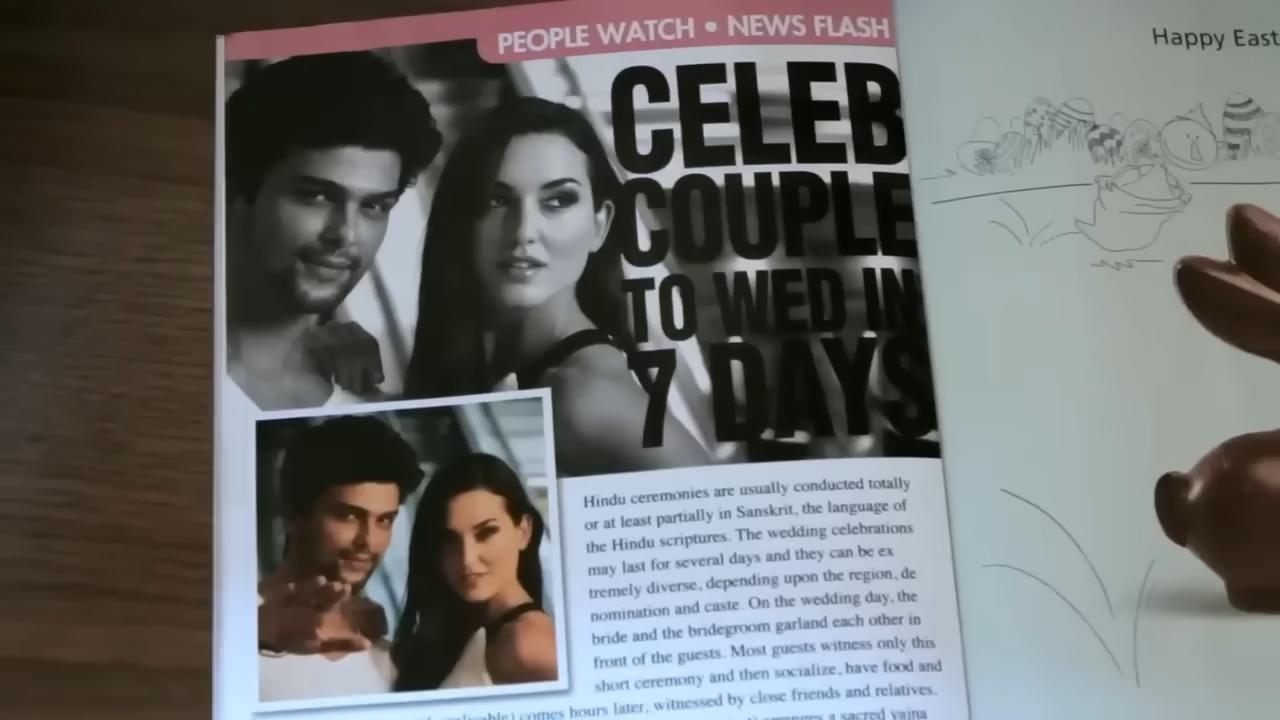 PEOPLE WATCH • NEWS FLASH
CELEB
COUPLE
TO WED IN
7 DAYS
Hindu ceremonies are usually conducted totally
or at least partially in Sanskrit, the language of
the Hindu scriptures. The wedding celebrations
may last for several days and they can be ex
tremely diverse, depending upon the region, de
nomination and caste. On the wedding day, the
bride and the bridegroom garland each other in
front of the guests. Most guests witness only this
short ceremony and then socialize, have food and
comes hours later, witnessed by close friends and relatives.
a sacred yajna
Happy East